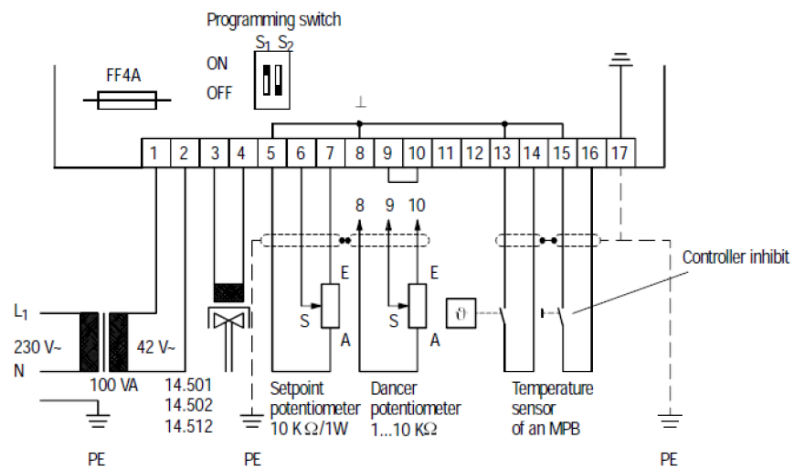 Programming switch
S1 S2
ON
OFF
FF4A
⊥
1 2 3 4 5 6 7 8 9 10 11 12 13 14 15 16 17
8 9 10
Controller inhibit
E E
S S ϑ
A A
L1
230 V~ 42 V~
N
100 VA
14.501
14.502
14.512
Setpoint
potentiometer
10 KΩ/1W
Dancer
potentiometer
1...10 KΩ
Temperature
sensor
of an MPB
PE PE PE